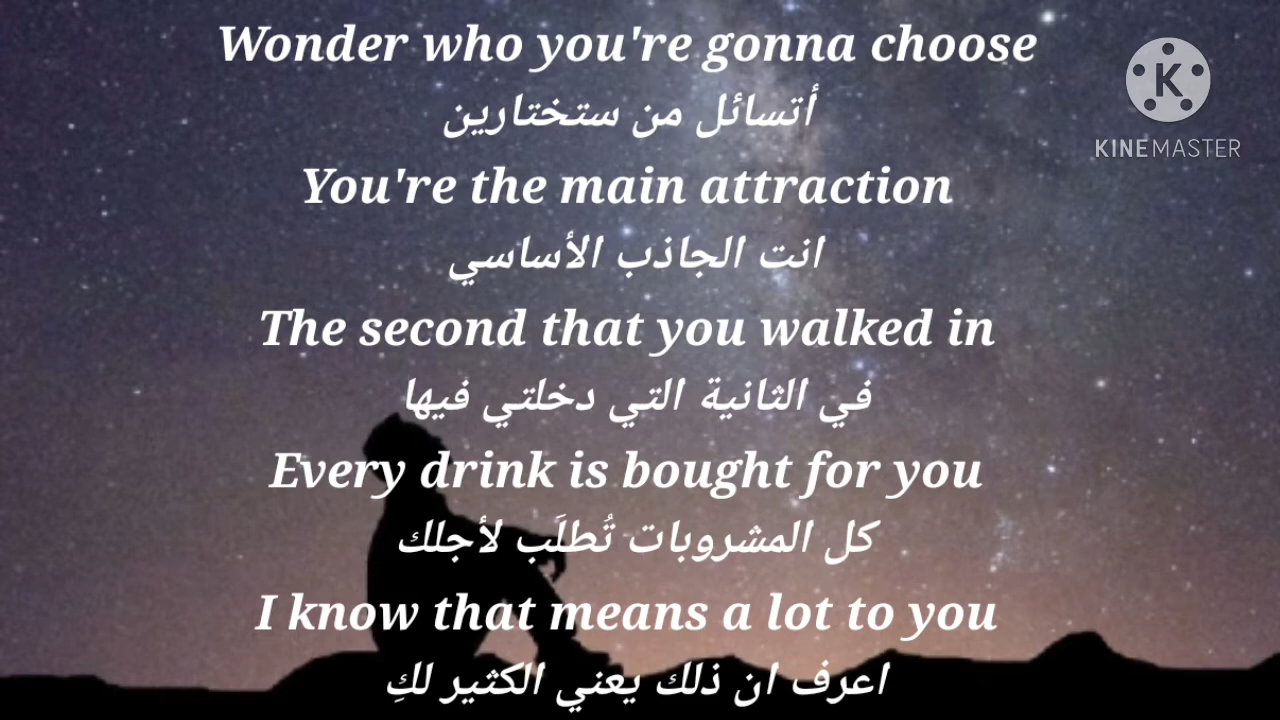 Wonder who you're gonna choose
أتسائل من ستختارين
You're the main attraction
انت الجاذب الأساسي
The second that you walked in
في الثانية التي دخلتي فيها
Every drink is bought for you
كل المشروبات تُطلَب لأجلك
I know that means a lot to you
اعرف ان ذلك يعني الكثير لكِ
K
KINEMASTER